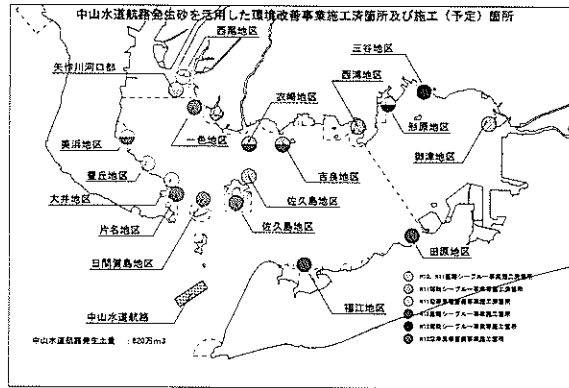 中山水道航路発生砂を活用した環境改善事業施工済箇所及び施工（予定）箇所
西尾地区
三谷地区
矢作川河口部
衣崎地区
西浦地区
一色地区
形原地区
美浜地区
御津地区
豊丘地区
吉良地区
大井地区
佐久島地区
片名地区
佐久島地区
日間賀島地区
田原地区
福江地区
中山水道航路
中山水道航路発生土量 :620万m3